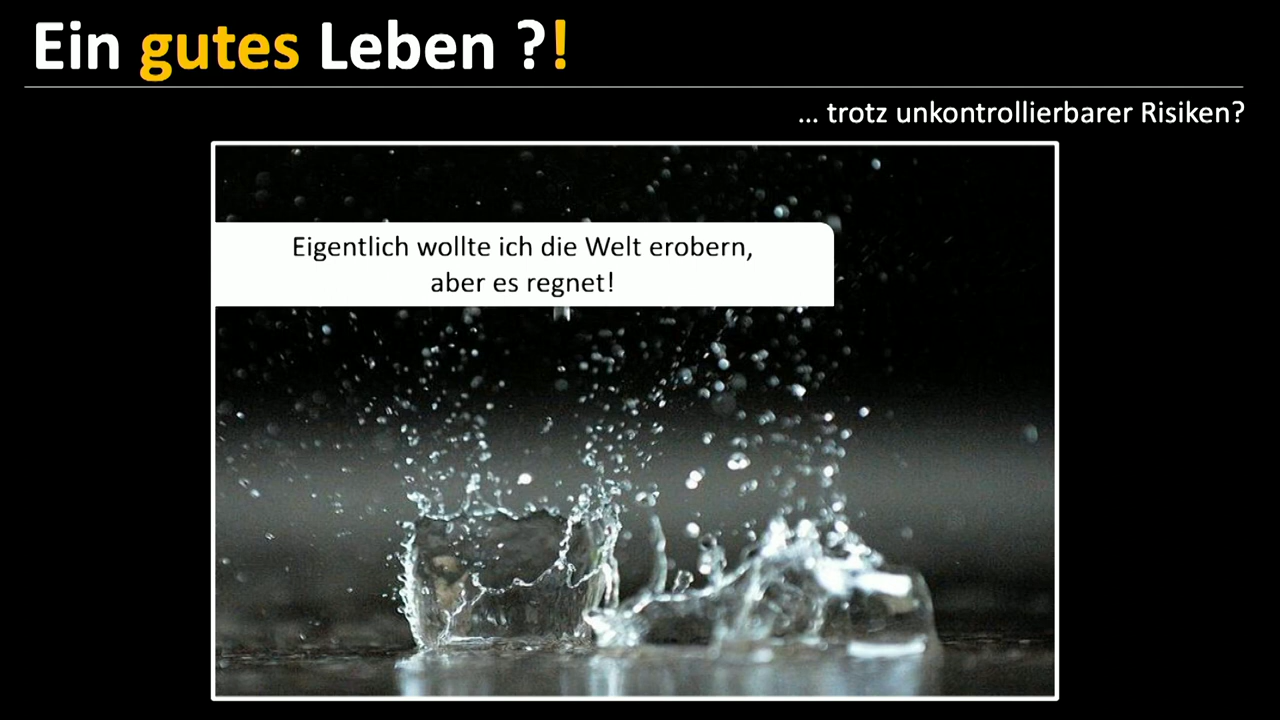 Ein gutes Leben ?!
... trotz unkontrollierbarer Risiken?
Eigentlich wollte ich die Welt erobern,
aber es regnet!